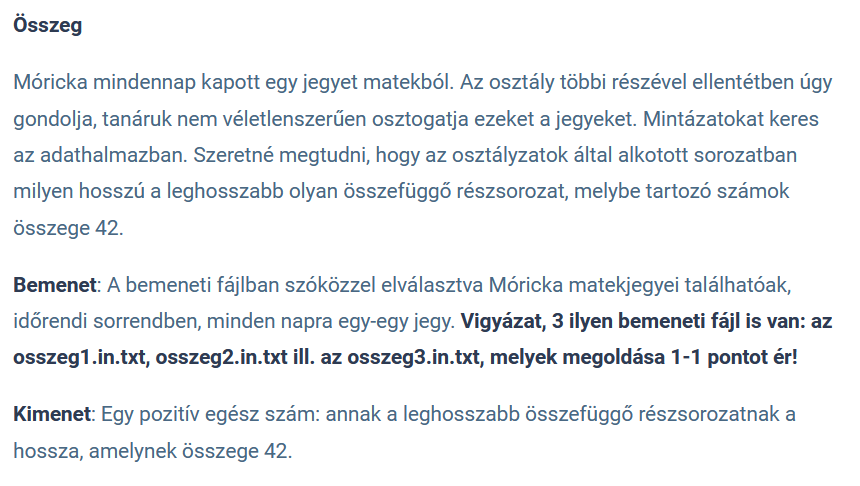 Összeg
Móricka mindennap kapott egy jegyet matekból. Az osztály többi részével ellentétben úgy
gondolja, tanáruk nem véletlenszerűen osztogatja ezeket a jegyeket. Mintázatokat keres
az adathalmazban. Szeretné megtudni, hogy az osztályzatok által alkotott sorozatban
milyen hosszú a leghosszabb olyan összefüggő részsorozat, melybe tartozó számok
összege 42.
Bemenet: A bemeneti fájlban szóközzel elválasztva Móricka matekjegyei találhatóak,
időrendi sorrendben, minden napra egy-egy jegy. Vigyázat, 3 ilyen bemeneti fájl is van: az
osszeg1.in.txt, osszeg2.in.txt ill. az osszeg3.in.txt, melyek megoldása 1-1 pontot ér!
Kimenet: Egy pozitív egész szám: annak a leghosszabb összefüggő részsorozatnak a
hossza, amelynek összege 42.